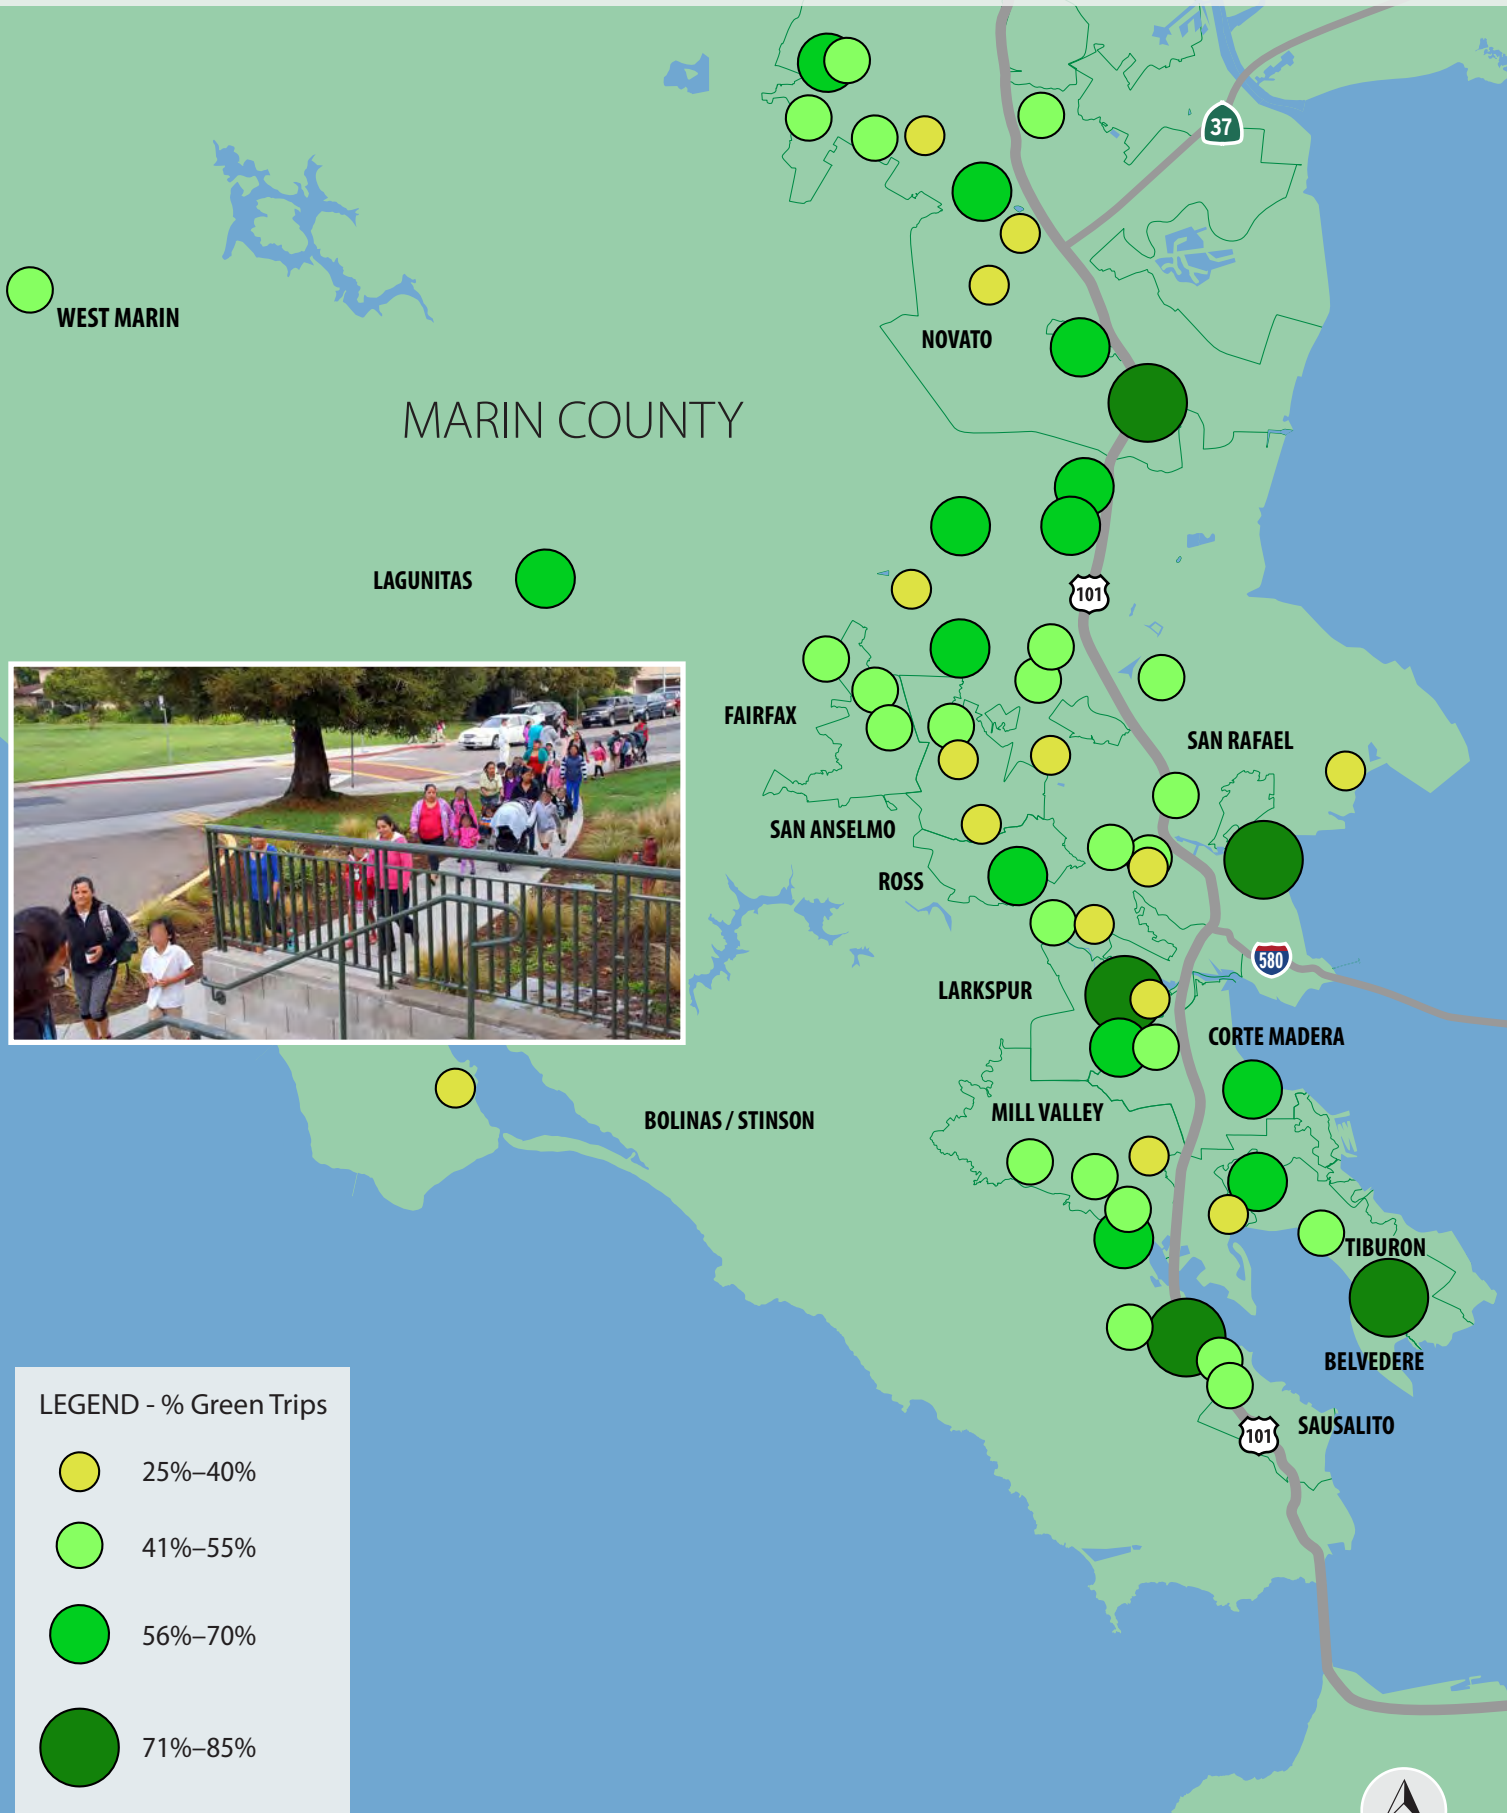 37
WEST MARIN
NOVATO
MARIN COUNTY
LAGUNITAS
101
FAIRFAX
SAN RAFAEL
SAN ANSELMO
ROSS
580
LARKSPUR
CORTE MADERA
MILL VALLEY
BOLINAS / STINSON
TIBURON
BELVEDERE
SAUSALITO
101
LEGEND - % Green Trips
25%–40%
41%–55%
56%–70%
71%–85%